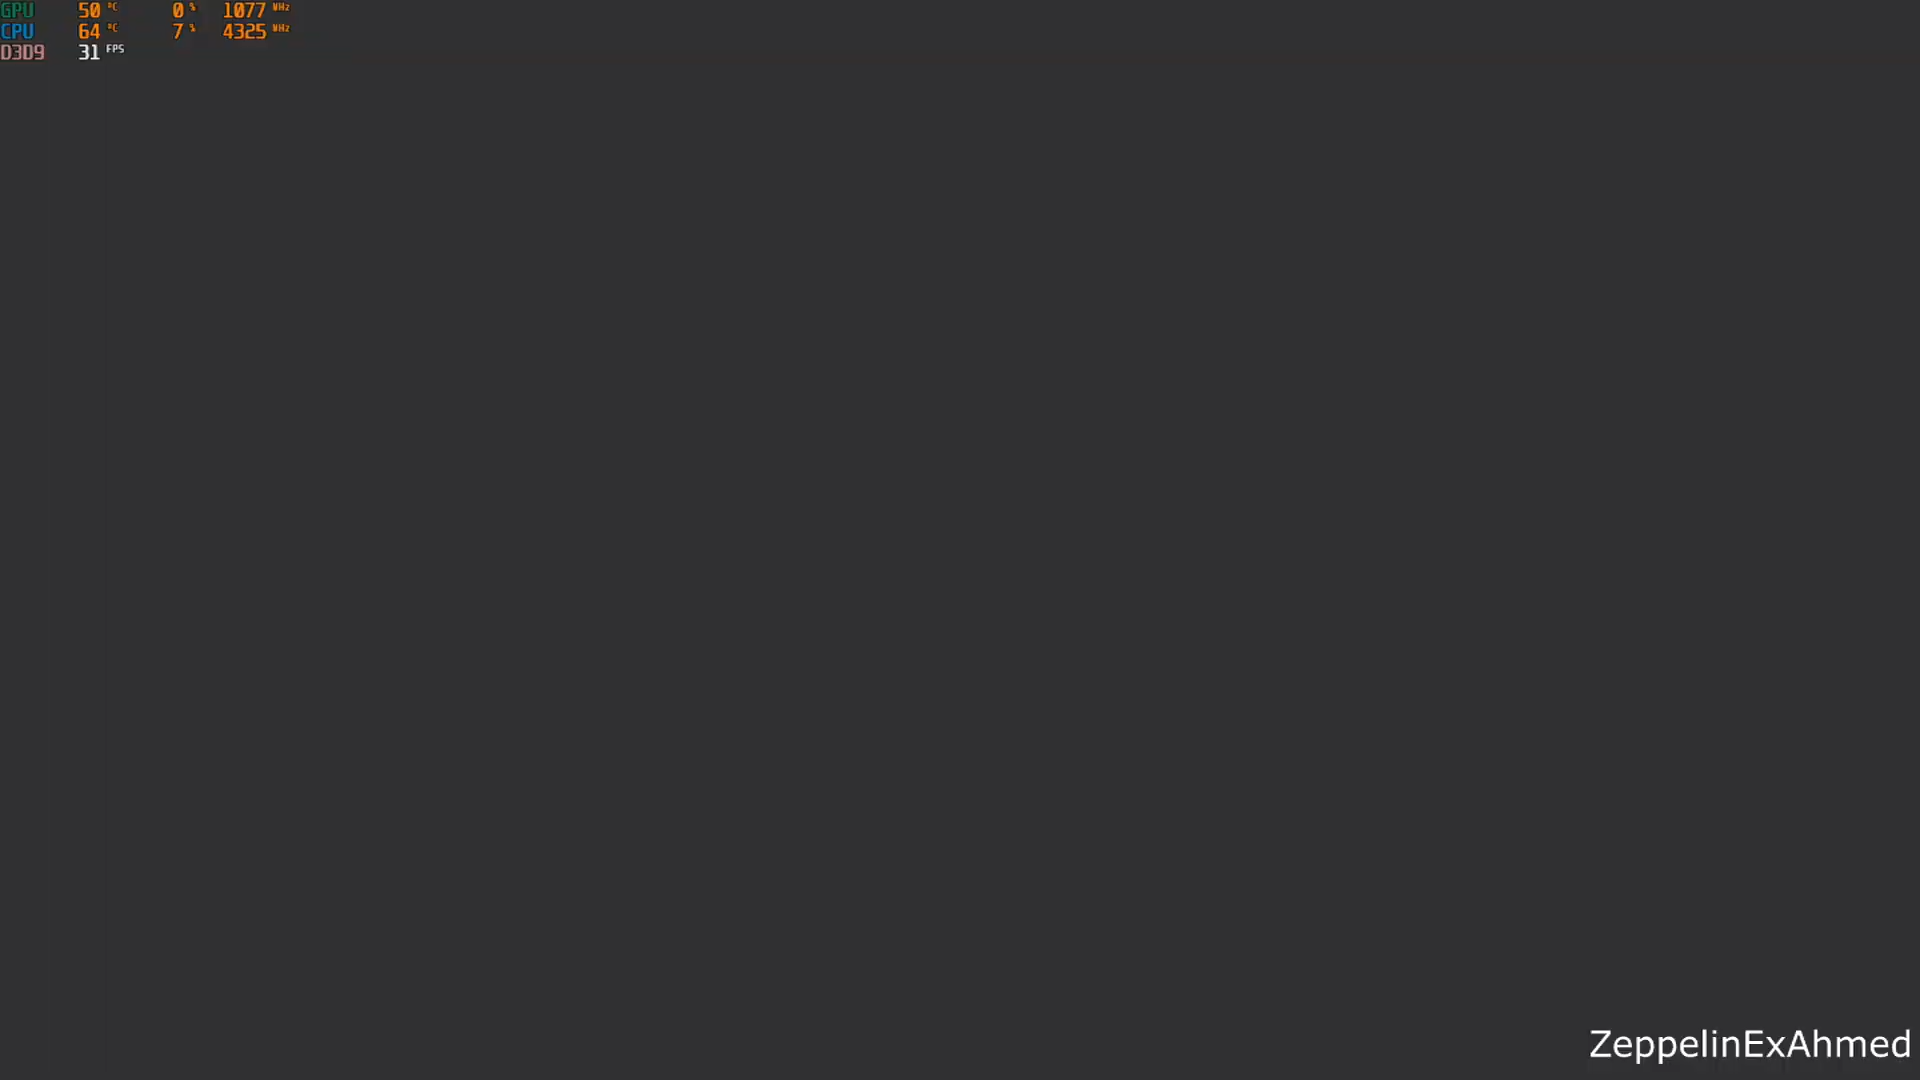 GPU 50 °C 0 % 1077 MHz
CPU 64 °C 7 % 4325 MHz
D3D9 31 FPS
ZeppelinExAhmed